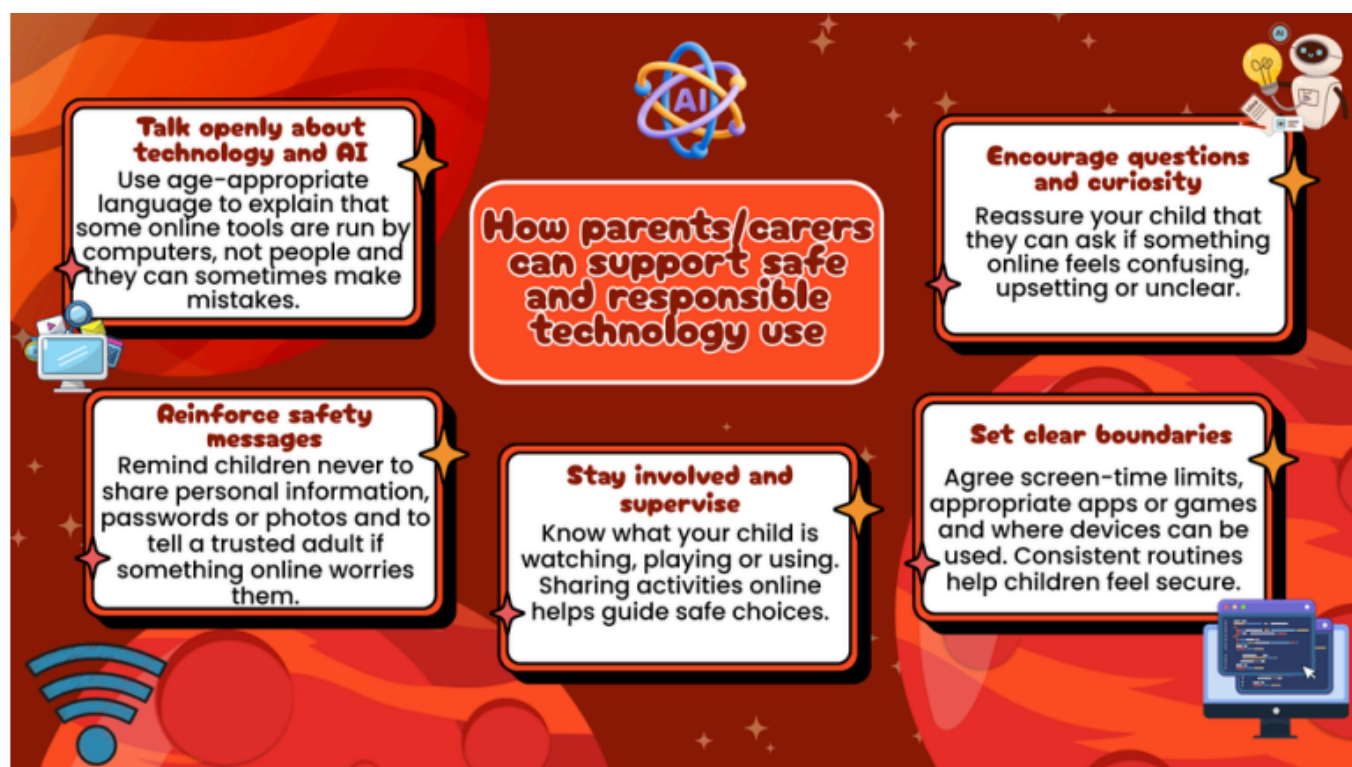 AI
How parents/carers
can support safe
and responsible
technology use
Talk openly about
technology and AI
Use age-appropriate
language to explain that
some online tools are run by
computers, not people and
they can sometimes make
mistakes.
AI
Encourage questions
and curiosity
Reassure your child that
they can ask if something
online feels confusing,
upsetting or unclear.
Reinforce safety
messages
Remind children never to
share personal information,
passwords or photos and to
tell a trusted adult if
something online worries
them.
Stay involved and
supervise
Know what your child is
watching, playing or using.
Sharing activities online
helps guide safe choices.
Set clear boundaries
Agree screen-time limits,
appropriate apps or games
and where devices can be
used. Consistent routines
help children feel secure.